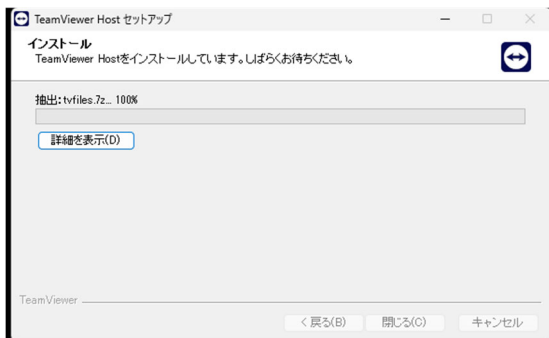 TeamViewer Host セットアップ
インストール
TeamViewer Hostをインストールしています。しばらくお待ちください。
抽出: tvfiles.7z... 100%
詳細を表示(D)
TeamViewer
< 戻る(B)
閉じる(C)
キャンセル